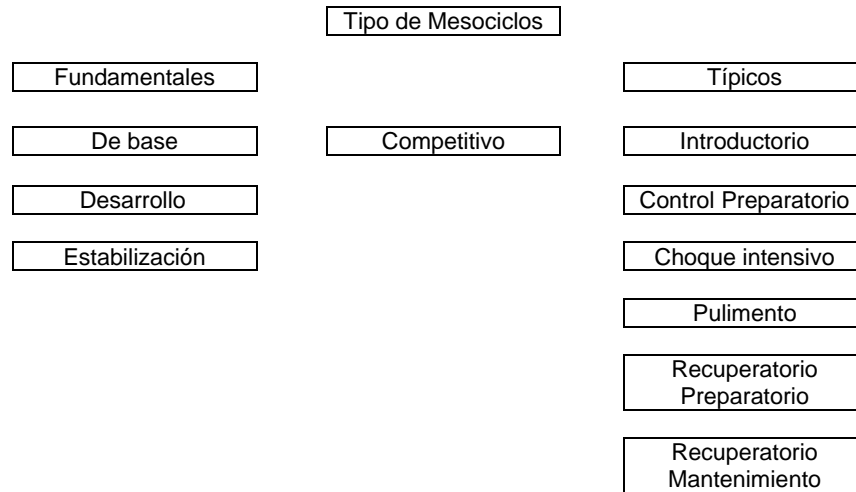 Tipo de Mesociclos
Fundamentales
Típicos
De base
Competitivo
Introductorio
Desarrollo
Control Preparatorio
Estabilización
Choque intensivo
Pulimento
Recuperatorio
Preparatorio
Recuperatorio
Mantenimiento